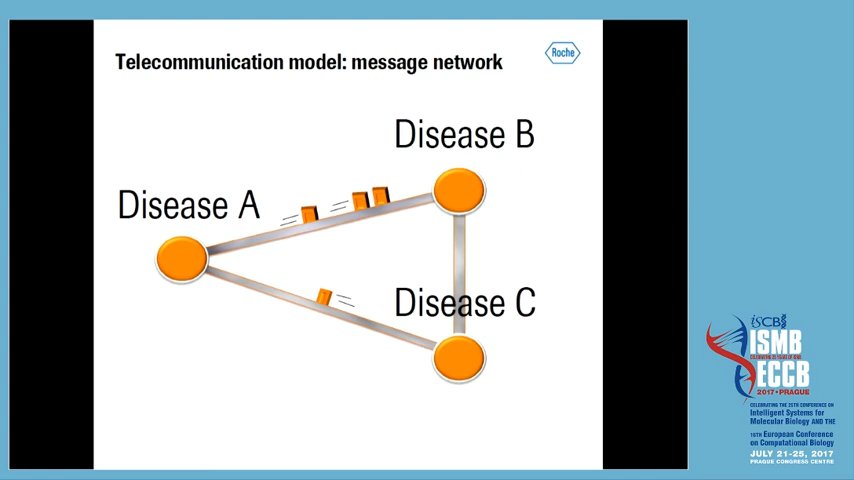 Telecommunication model: message network
Roche
Disease B
Disease A
Disease C
ISCB
ISMB
ECCB
2017 • PRAGUE
CELEBRATING THE 25TH CONFERENCE ON
Intelligent Systems for
Molecular Biology AND THE
16TH European Conference
on Computational Biology
JULY 21-25, 2017
PRAGUE CONGRESS CENTRE